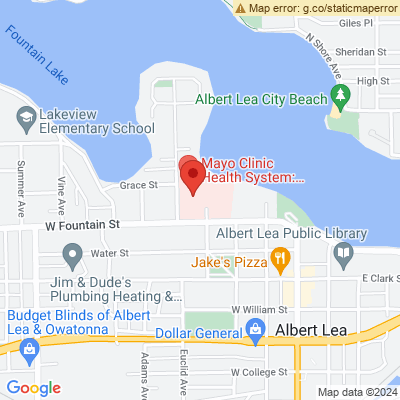 Map error: g.co/staticmaperror
Giles Pl
Sheridan St
High St
N Shore Ave
Fountain Lake
Albert Lea City Beach
Lakeview
Elementary School
Mayo Clinic
Health System:...
Grace St
Summer Ave
Vine Ave
W Fountain St
Albert Lea Public Library
Water St
Jake's Pizza
E Clark S
Jim & Dude's
Plumbing Heating &...
W William St
Budget Blinds of Albert
Lea & Owatonna
Dollar General
Albert Lea
Adams Ave
Euclid Ave
W College St
Google
Map data ©2024